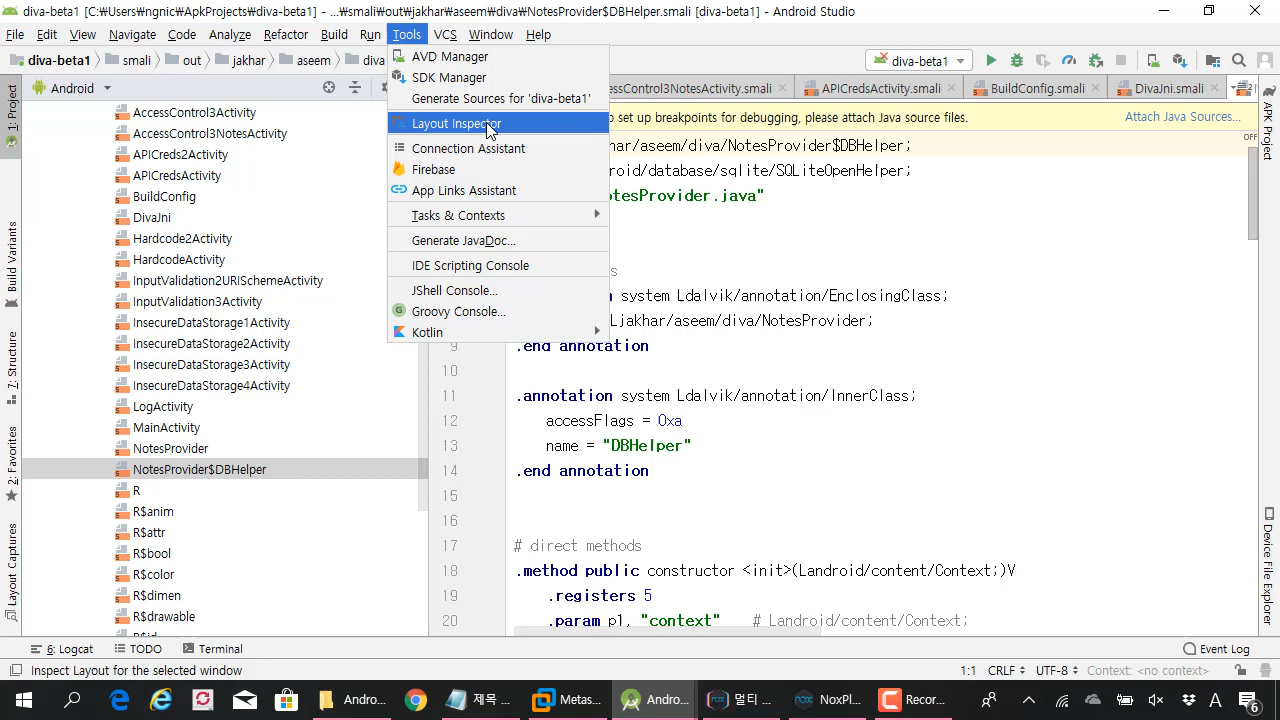 diva-beta1 [C:₩Users₩ngnic₩ApkProjects₩diva-beta1] - ...₩smali₩out₩jakhar₩aseem₩diva₩NotesProvider$DBHelper.smali [diva-beta1] - Android Studio
File Edit View Navigate Code Analyze Refactor Build Run Tools VCS Window Help
diva-beta1 smali out jakhar aseem diva
diva-beta1
Android
ccessControl3NotesActivity.smali APICredsActivity.smali BuildConfig.smali DivaJni.smali
AVD Manager
SDK Manager
Generate Sources for 'diva-beta1'
Layout Inspector
Connection Assistant
Firebase
App Links Assistant
Tasks & Contexts
Generate JavaDoc...
IDE Scripting Console
JShell Console...
Groovy Console...
Kotlin
1: Project
Build Variants
Z: Structure
2: Favorites
Layout Captures
AccessControl3Activity
AccessControl3NotesActivity
APICreds2Activity
APICredsActivity
BuildConfig
DivaJni
Hardcode2Activity
HardcodeActivity
InputValidation2URISchemeActivity
InputValidation3Activity
InsecureDataStorage1Activity
InsecureDataStorage2Activity
InsecureDataStorage3Activity
InsecureDataStorage4Activity
LogActivity
MainActivity
NotesProvider
NotesProvider$DBHelper
R
R$anim
R$attr
R$bool
R$color
R$dimen
R$drawable
R$id
to set up breakpoints for debugging, please attach Java source files. Attach Java Sources...
OFF
har/aseem/diva/NotesProvider$DBHelper;
roid/database/sqlite/SQLiteOpenHelper;
otesProvider.java"
s
system Ldalvik/annotation/EnclosingClass;
Ljakhar/aseem/diva/NotesProvider;
9 .end annotation
10
11 .annotation system Ldalvik/annotation/InnerClass;
12 accessFlags = 0xa
13 name = "DBHelper"
14 .end annotation
15
16
17 # direct methods
18 .method public constructor <init>(Landroid/content/Context;)V
19 .registers 5
20 .param p1, "context" # Landroid/content/Context;
Gradle
Device File Explorer
6: Logcat TODO Terminal Event Log
Inspect Layout for the selected window 1:1 CRLF UTF-8 Context: <no context>
Andro... 제목 ... Metas... Andro... 멀티 ... NoxPl... Recor... A 6